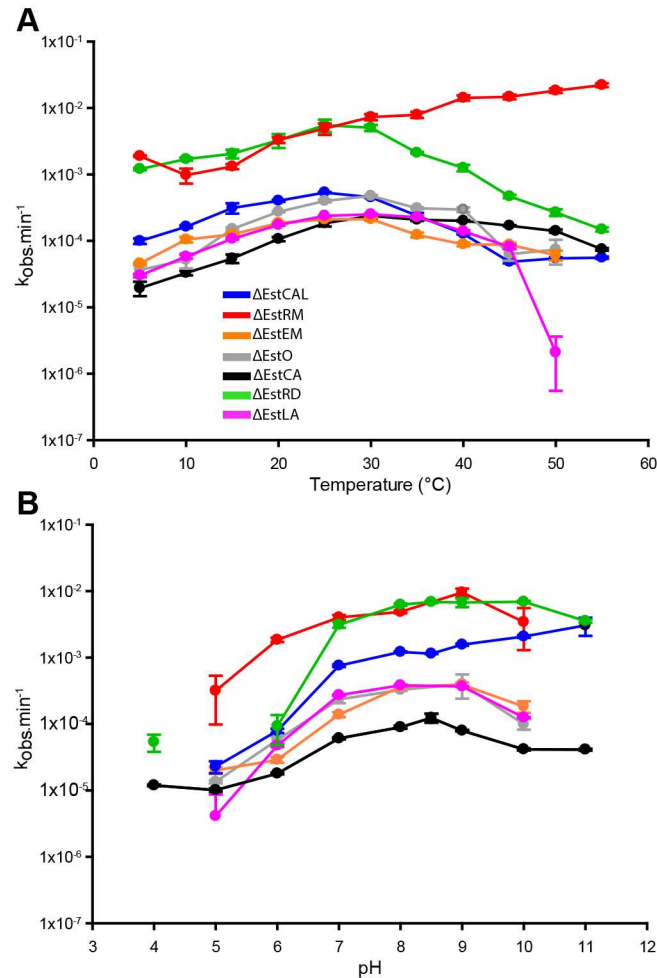 A
1x10⁻¹
1x10⁻²
1x10⁻³
1x10⁻⁴
1x10⁻⁵
1x10⁻⁶
1x10⁻⁷
kobs.min⁻¹
ΔEstCAL
ΔEstRM
ΔEstEM
ΔEstO
ΔEstCA
ΔEstRD
ΔEstLA
0 10 20 30 40 50 60
Temperature (°C)
B
1x10⁻¹
1x10⁻²
1x10⁻³
1x10⁻⁴
1x10⁻⁵
1x10⁻⁶
1x10⁻⁷
kobs.min⁻¹
3 4 5 6 7 8 9 10 11 12
pH